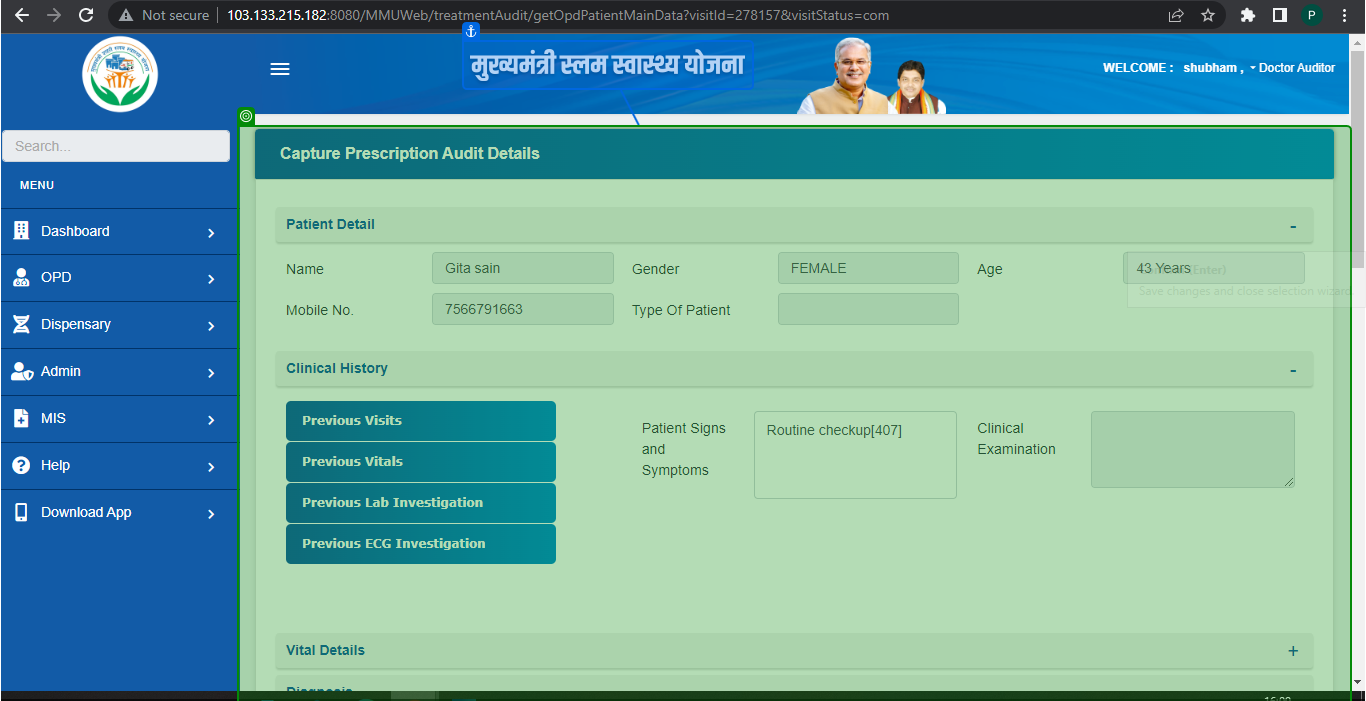 Not secure | 103.133.215.182:8080/MMUWeb/treatmentAudit/getOpdPatientMainData?visitId=278157&visitStatus=com
P
मुख्यमंत्री स्लम स्वास्थ्य योजना
WELCOME : shubham , Doctor Auditor
Search...
MENU
Dashboard
OPD
Dispensary
Admin
MIS
Help
Download App
Capture Prescription Audit Details
Patient Detail -
Name Gita sain Gender FEMALE Age 43 Years
(Enter)
Save changes and close selection wizard
Mobile No. 7566791663 Type Of Patient
Clinical History -
Previous Visits
Previous Vitals
Previous Lab Investigation
Previous ECG Investigation
Patient Signs
and
Symptoms
Routine checkup[407]
Clinical
Examination
Vital Details +
Diagnosis